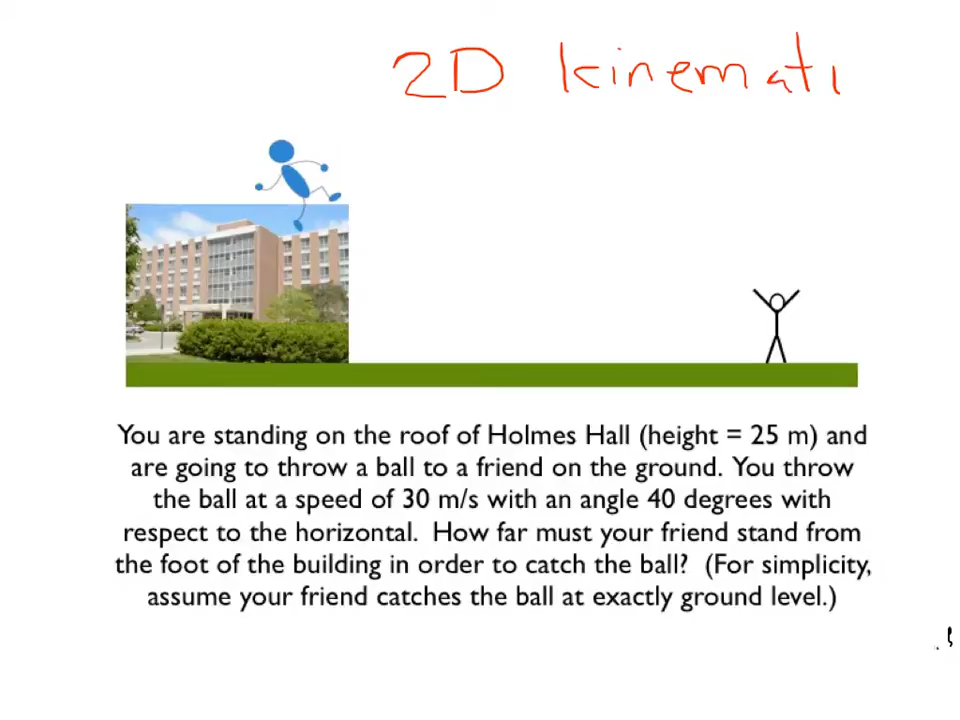 2D kinemati
You are standing on the roof of Holmes Hall (height = 25 m) and
are going to throw a ball to a friend on the ground. You throw
the ball at a speed of 30 m/s with an angle 40 degrees with
respect to the horizontal. How far must your friend stand from
the foot of the building in order to catch the ball? (For simplicity,
assume your friend catches the ball at exactly ground level.)